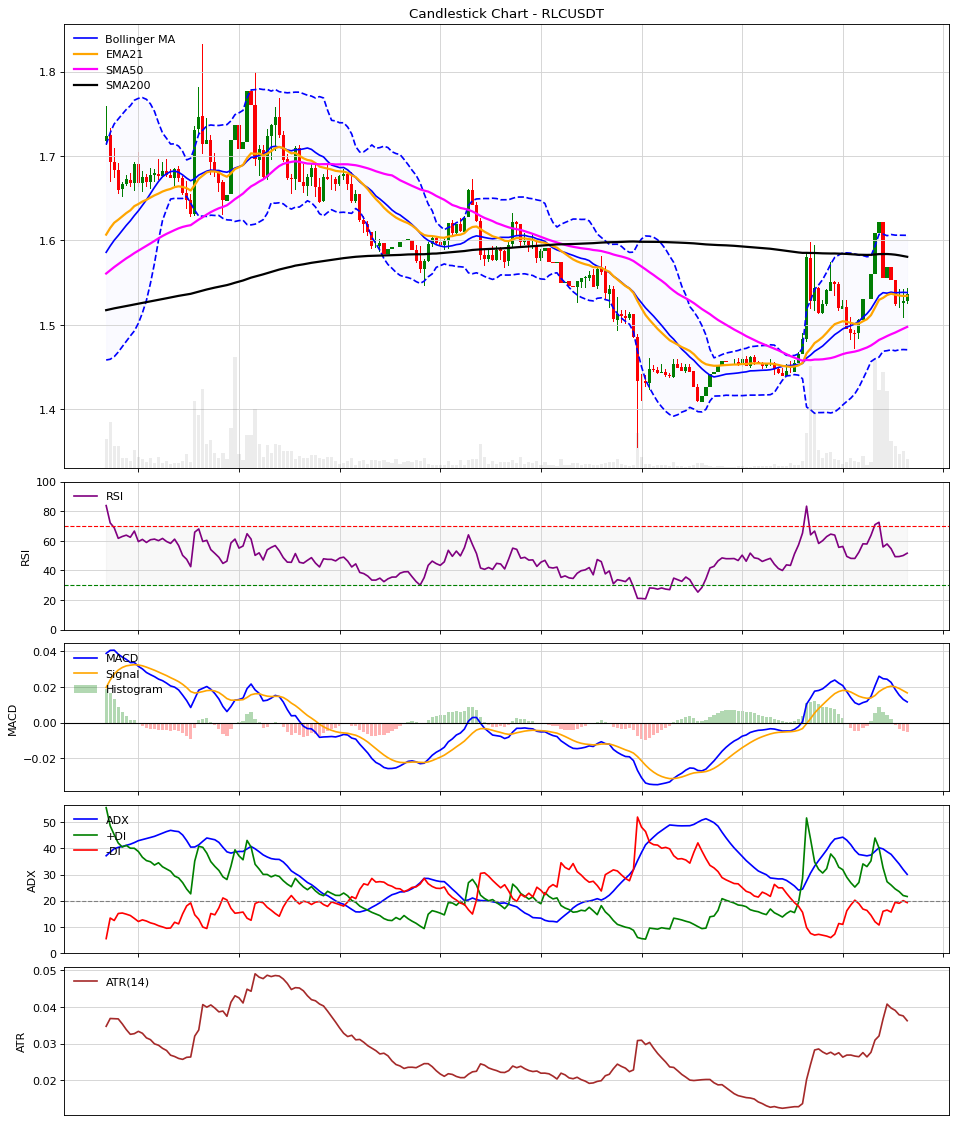 Candlestick Chart - RLCUSDT
Bollinger MA
EMA21
SMA50
SMA200
1.8
1.7
1.6
1.5
1.4
RSI
RSI
100
80
60
40
20
0
MACD
Signal
Histogram
MACD
0.04
0.02
0.00
−0.02
ADX
+DI
-DI
ADX
50
40
30
20
10
0
ATR(14)
ATR
0.05
0.04
0.03
0.02